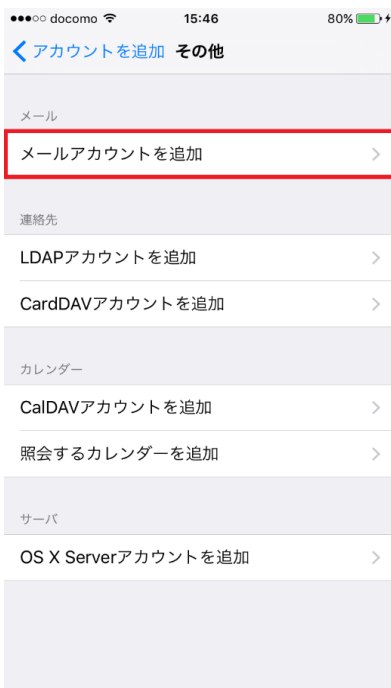 ●●●○○ docomo 15:46 80%
アカウントを追加 その他
メール
メールアカウントを追加
連絡先
LDAPアカウントを追加
CardDAVアカウントを追加
カレンダー
CalDAVアカウントを追加
照会するカレンダーを追加
サーバ
OS X Serverアカウントを追加